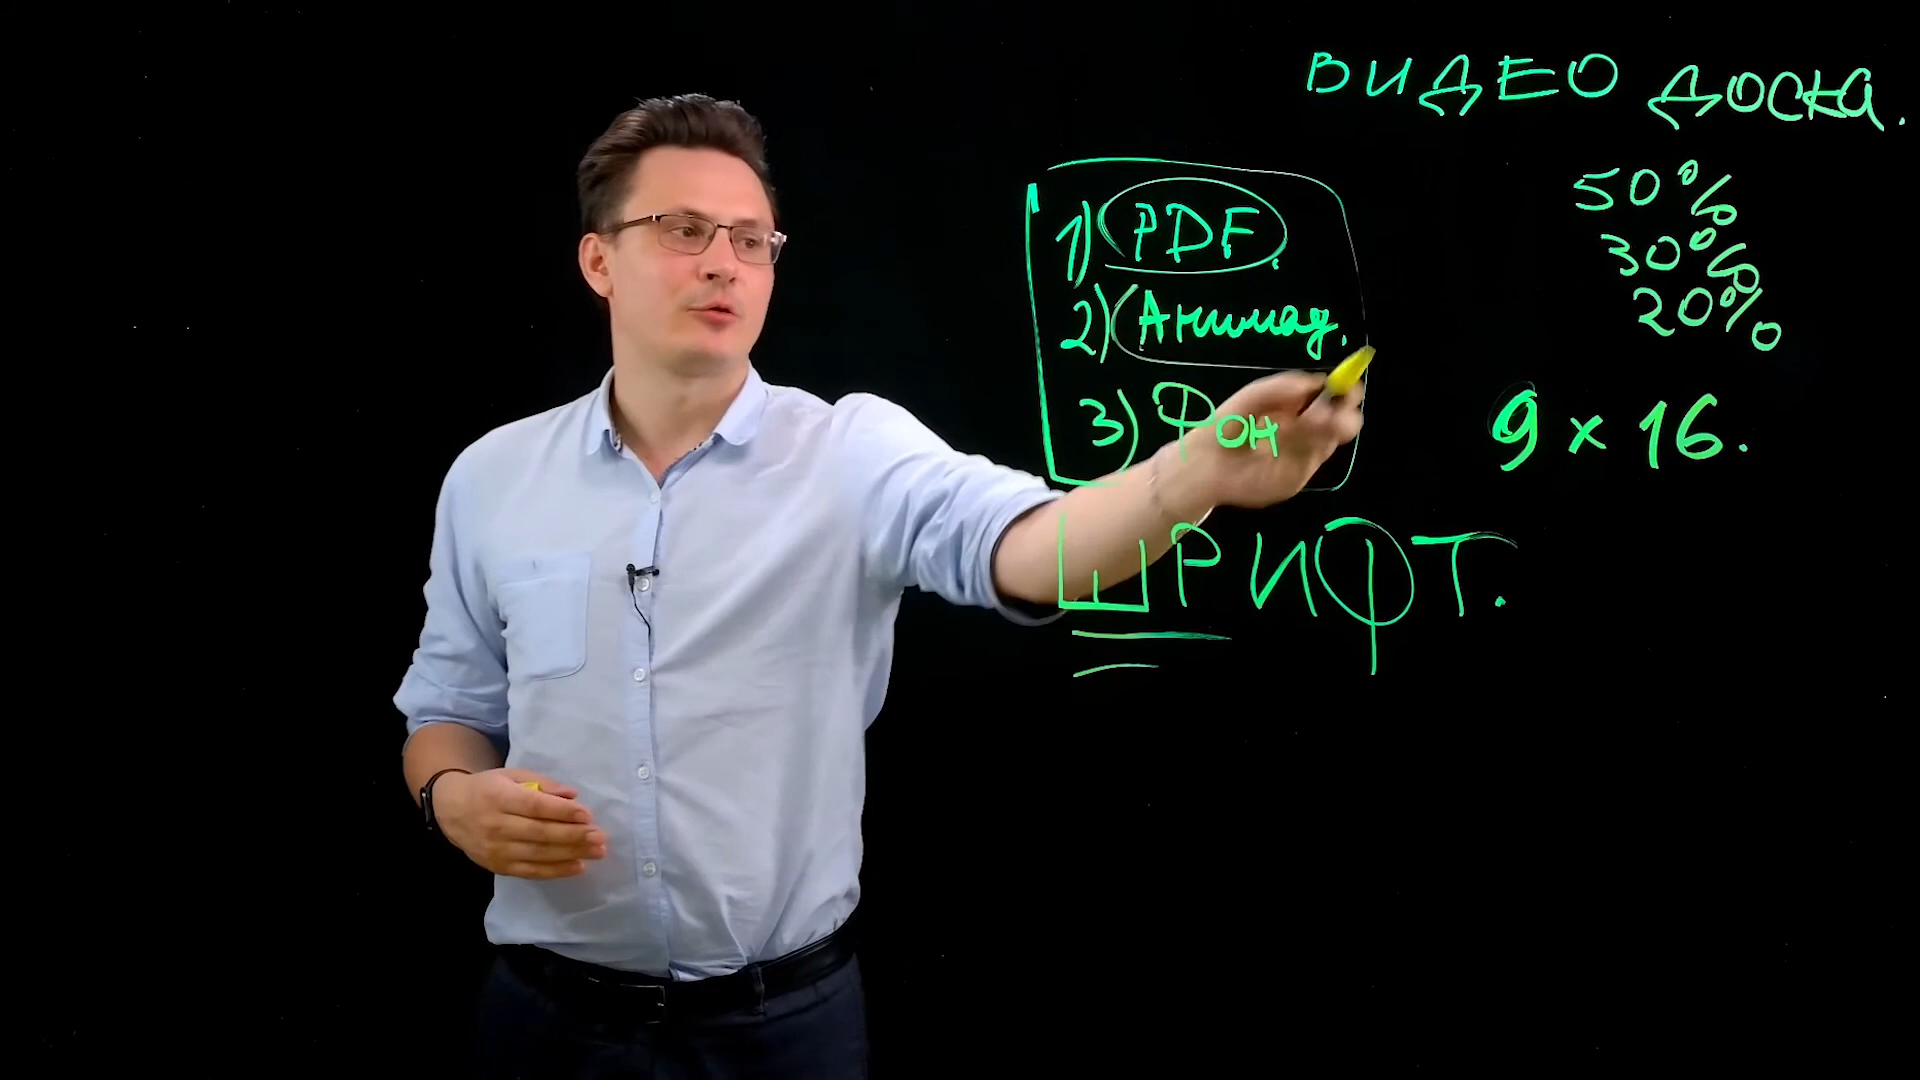 ВИДЕО ДОСКА.
50%
30%
20%
1) PDF.
2) Анимац.
3) Фон
9 x 16.
ШРИФТ.